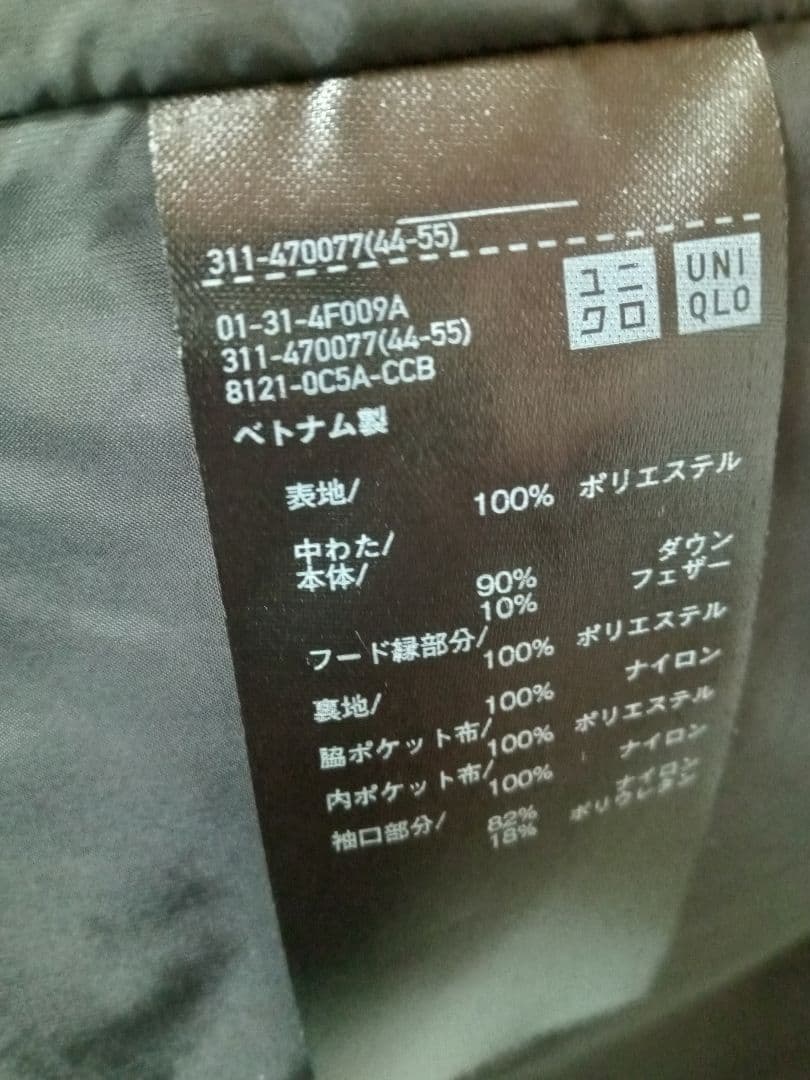 311-470077(44-55)
ユニクロ
UNIQLO
01-31-4F009A
311-470077(44-55)
8121-0C5A-CCB
ベトナム製
表地/
100% ポリエステル
中わた/
本体/
90% ダウン
10% フェザー
フード縁部分/
100% ポリエステル
裏地/
100% ナイロン
脇ポケット布/
100% ポリエステル
内ポケット布/
100% ナイロン
袖口部分/
82% ナイロン
18% ポリウレタン